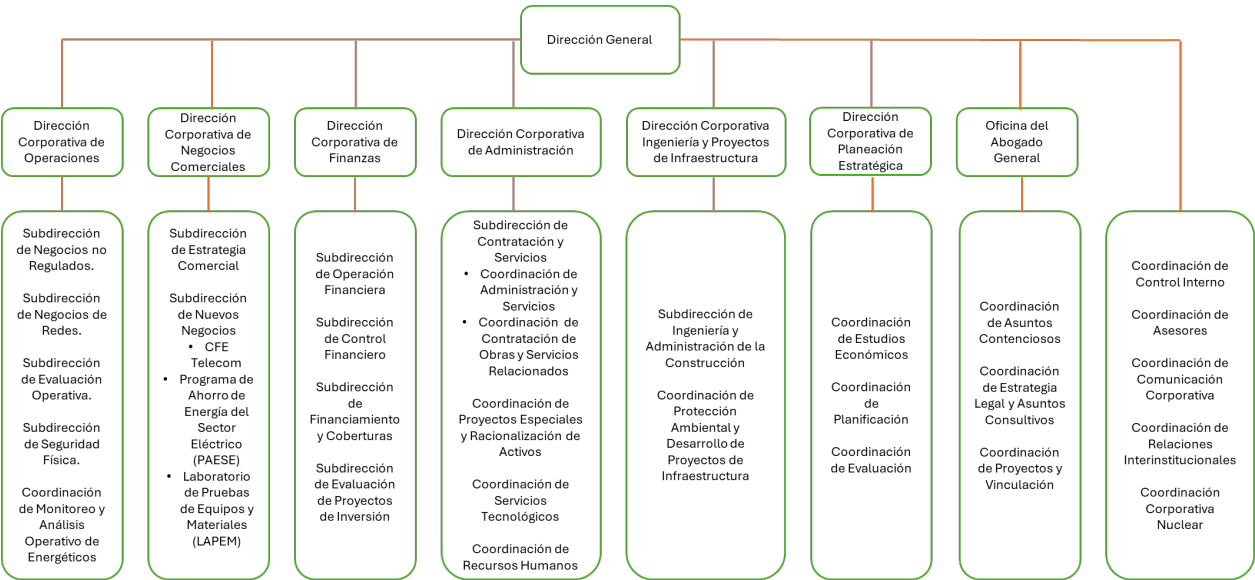 Dirección General
Dirección
Corporativa de
Operaciones
Dirección
Corporativa de
Negocios
Comerciales
Dirección
Corporativa de
Finanzas
Dirección Corporativa
de Administración
Dirección Corporativa
Ingeniería y Proyectos
de Infraestructura
Dirección
Corporativa de
Planeación
Estratégica
Oficina del
Abogado
General
Subdirección
de Negocios no
Regulados.
Subdirección
de Negocios de
Redes.
Subdirección
de Evaluación
Operativa.
Subdirección
de Seguridad
Física.
Coordinación
de Monitoreo y
Análisis
Operativo de
Energéticos
Subdirección
de Estrategia
Comercial
Subdirección
de Nuevos
Negocios
• CFE
Telecom
• Programa de
Ahorro de
Energía del
Sector
Eléctrico
(PAESE)
• Laboratorio
de Pruebas
de Equipos y
Materiales
(LAPEM)
Subdirección
de Operación
Financiera
Subdirección
de Control
Financiero
Subdirección
de
Financiamiento
y Coberturas
Subdirección
de Evaluación
de Proyectos
de Inversión
Subdirección de
Contratación y
Servicios
• Coordinación de
Administración y
Servicios
• Coordinación de
Contratación de
Obras y Servicios
Relacionados
Coordinación de
Proyectos Especiales
y Racionalización de
Activos
Coordinación de
Servicios
Tecnológicos
Coordinación de
Recursos Humanos
Subdirección de
Ingeniería y
Administración de la
Construcción
Coordinación de
Protección
Ambiental y
Desarrollo de
Proyectos de
Infraestructura
Coordinación
de Estudios
Económicos
Coordinación
de
Planificación
Coordinación
de Evaluación
Coordinación
de Asuntos
Contenciosos
Coordinación
de Estrategia
Legal y Asuntos
Consultivos
Coordinación
de Proyectos y
Vinculación
Coordinación de
Control Interno
Coordinación de
Asesores
Coordinación de
Comunicación
Corporativa
Coordinación de
Relaciones
Interinstitucionales
Coordinación
Corporativa
Nuclear